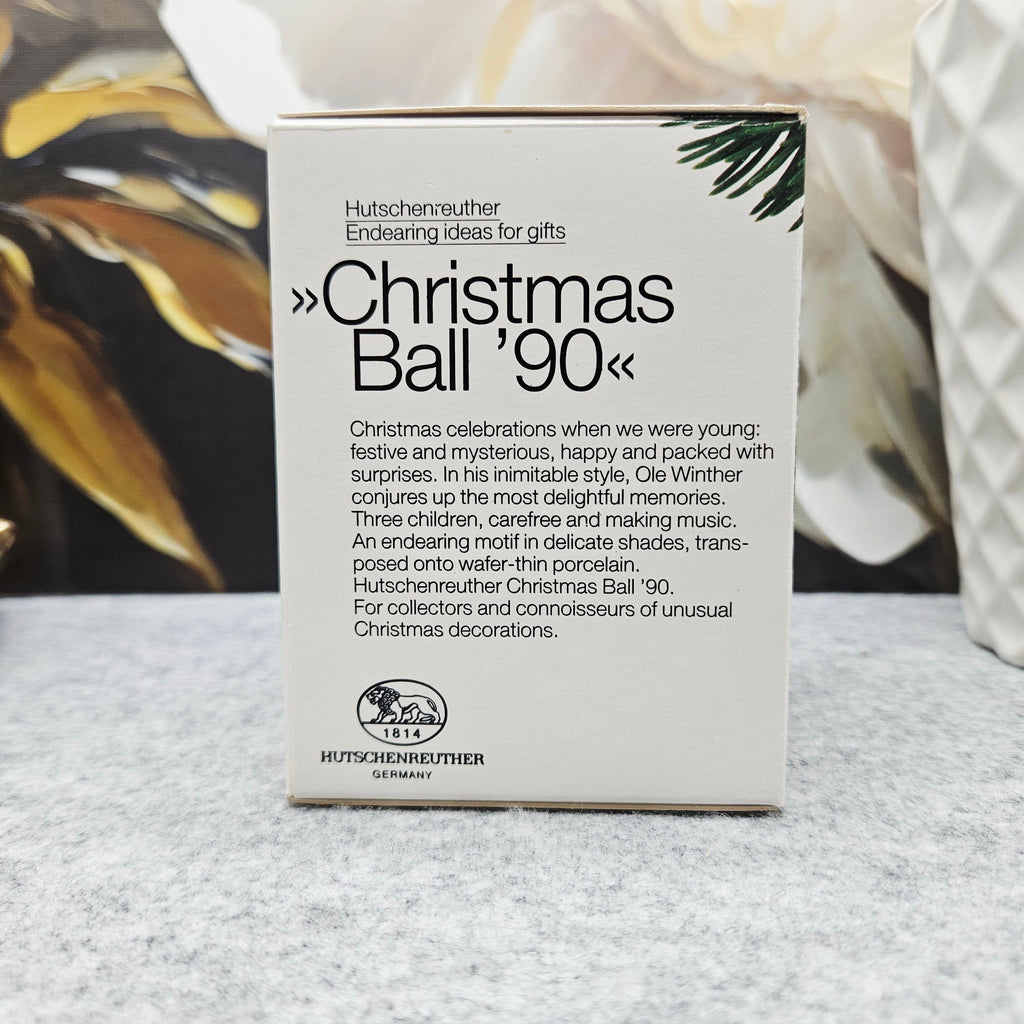 Hutschenreuther
Endearing ideas for gifts
»Christmas
Ball ’90«
Christmas celebrations when we were young:
festive and mysterious, happy and packed with
surprises. In his inimitable style, Ole Winther
conjures up the most delightful memories.
Three children, carefree and making music.
An endearing motif in delicate shades, trans-
posed onto wafer-thin porcelain.
Hutschenreuther Christmas Ball ’90.
For collectors and connoisseurs of unusual
Christmas decorations.
1814
HUTSCHENREUTHER
GERMANY